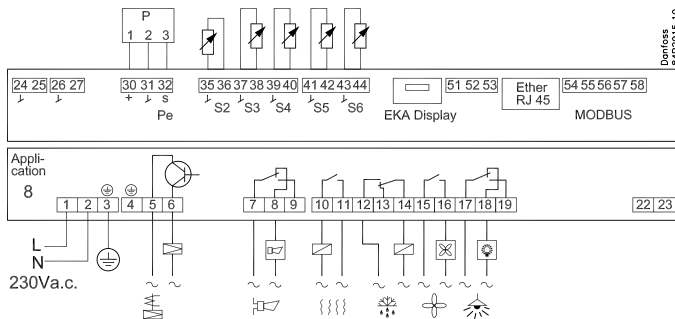 P
1 2 3
Danfoss
24 25 26 27 30 31 32 35 36 37 38 39 40 41 42 43 44 51 52 53 54 55 56 57 58
+ s S2 S3 S4 S5 S6
Pe
EKA Display
Ether
RJ 45
MODBUS
Appli-
cation
8
1 2 3 4 5 6 7 8 9 10 11 12 13 14 15 16 17 18 19 22 23
L
N
230Va.c.